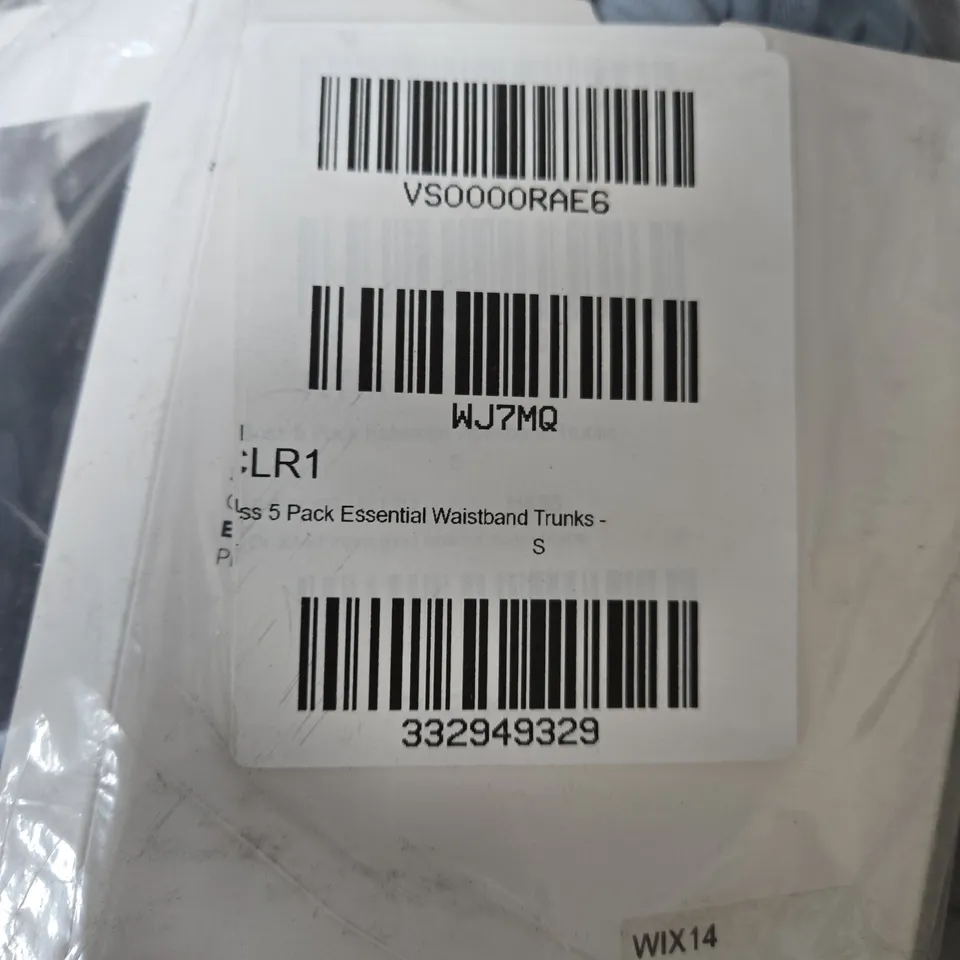 VS0000RAE6
WJ7MQ
CLR1
ss 5 Pack Essential Waistband Trunks -
S
332949329
WIX14